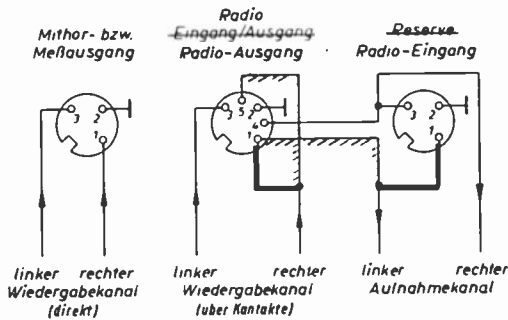 Mithör- bzw.
Meßausgang
Radio
Eingang/Ausgang
Radio-Ausgang
Reserve
Radio-Eingang
3 2
1
3 5 2
4
1
3 2
1
linker rechter
Wiedergabekanal
(direkt)
linker rechter
Wiedergabekanal
(über Kontakte)
linker rechter
Aufnahmekanal